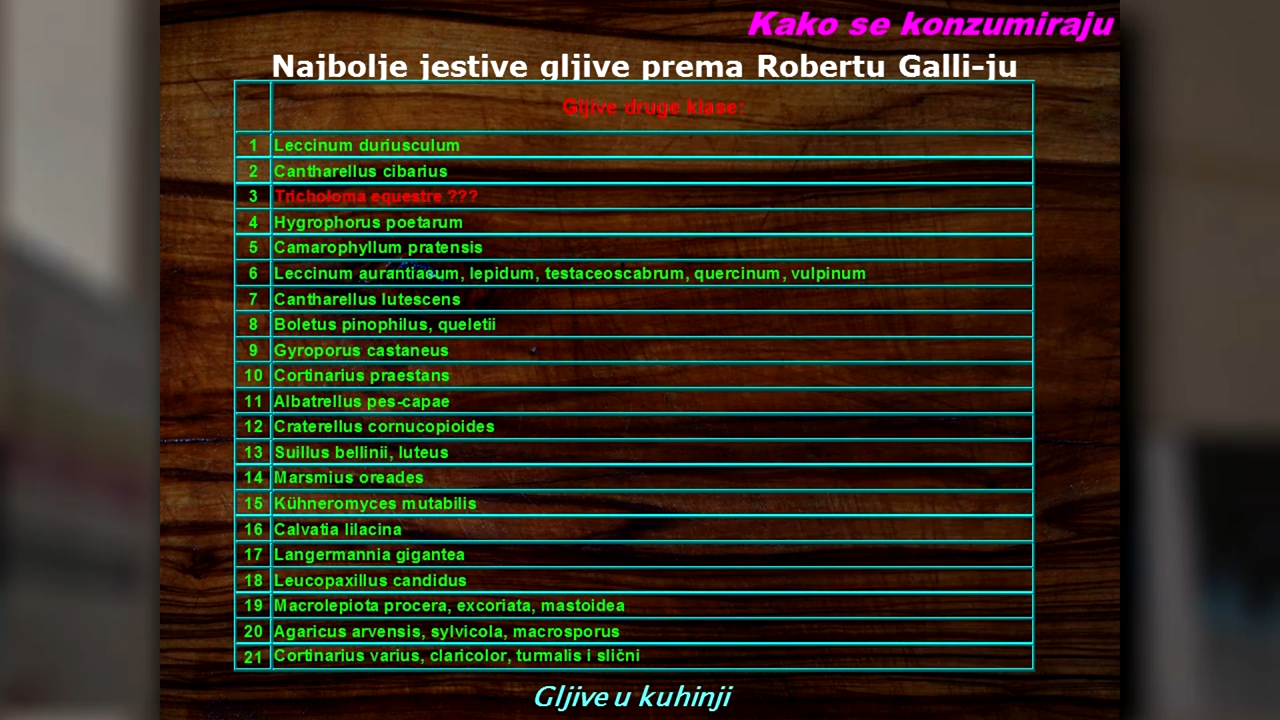 Kako se konzumiraju
Najbolje jestive gljive prema Robertu Galli-ju
Gljive druge klase:
1 Leccinum duriusculum
2 Cantharellus cibarius
3 Tricholoma equestre ???
4 Hygrophorus poetarum
5 Camarophyllum pratensis
6 Leccinum aurantiacum, lepidum, testaceoscabrum, quercinum, vulpinum
7 Cantharellus lutescens
8 Boletus pinophilus, queletii
9 Gyroporus castaneus
10 Cortinarius praestans
11 Albatrellus pes-capae
12 Craterellus cornucopioides
13 Suillus bellinii, luteus
14 Marsmius oreades
15 Kühneromyces mutabilis
16 Calvatia lilacina
17 Langermannia gigantea
18 Leucopaxillus candidus
19 Macrolepiota procera, excoriata, mastoidea
20 Agaricus arvensis, sylvicola, macrosporus
21 Cortinarius varius, claricolor, turmalis i slični
Gljive u kuhinji